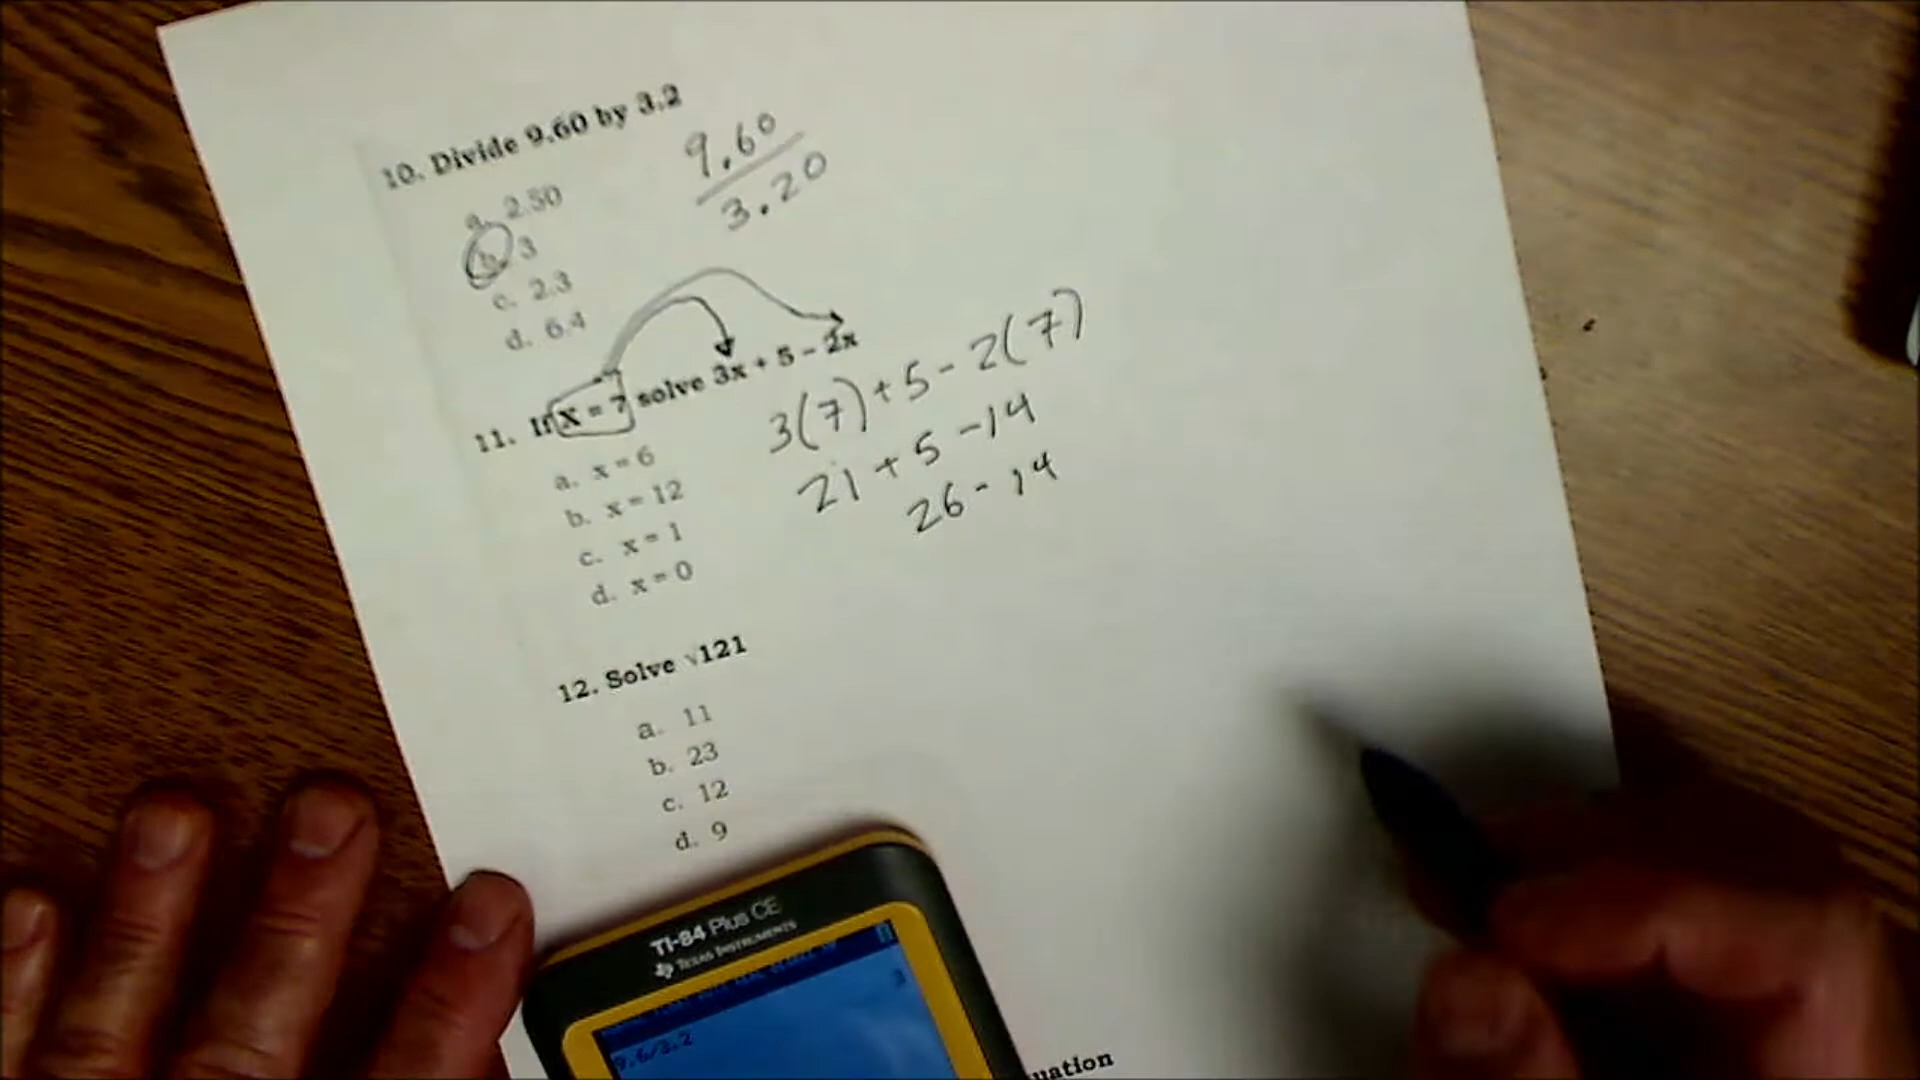 10. Divide 9.60 by 3.2
9.60
3.20
a. 2.50
b. 3
c. 2.3
d. 6.4
11. If X = 7 solve 3x + 5 - 2x
3(7) + 5 - 2(7)
21 + 5 - 14
26 - 14
a. x = 6
b. x = 12
c. x = 1
d. x = 0
12. Solve √121
a. 11
b. 23
c. 12
d. 9
TI-84 Plus CE
TEXAS INSTRUMENTS
9.6/3.2
3
uation